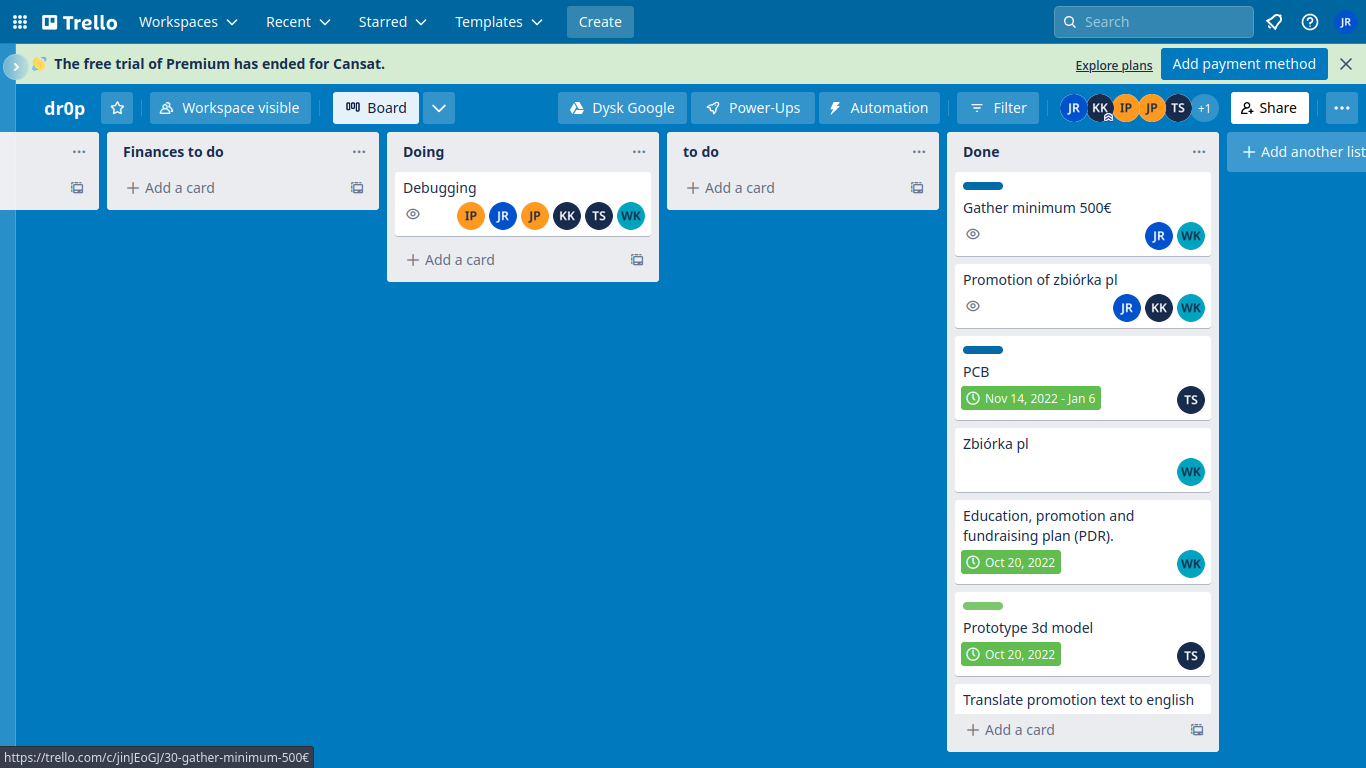 Trello Workspaces Recent Starred Templates Create Search JR
The free trial of Premium has ended for Cansat. Explore plans Add payment method
dr0p Workspace visible Board Dysk Google Power-Ups Automation Filter JR KK IP JP TS +1 Share
Finances to do
Add a card
Doing
Debugging
IP JR JP KK TS WK
Add a card
to do
Add a card
Done
Gather minimum 500€
JR WK
Promotion of zbiórka pl
JR KK WK
PCB
Nov 14, 2022 - Jan 6
TS
Zbiórka pl
WK
Education, promotion and
fundraising plan (PDR).
Oct 20, 2022
WK
Prototype 3d model
Oct 20, 2022
TS
Translate promotion text to english
Add a card
Add another list
https://trello.com/c/jinJEoGJ/30-gather-minimum-500€